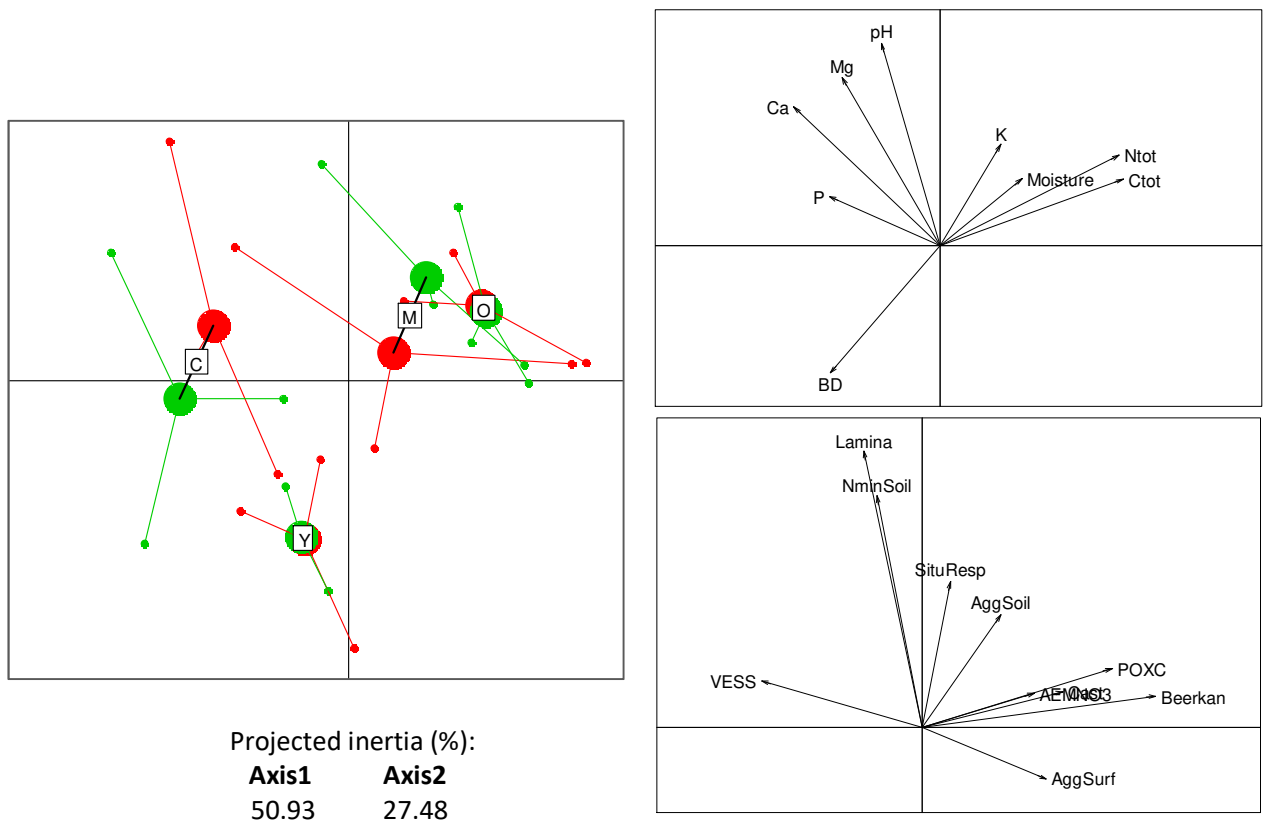 C
M
O
Y
Projected inertia (%):
Axis1 Axis2
50.93 27.48
pH
Mg
Ca
K
Ntot
Moisture
Ctot
P
BD
Lamina
NminSoil
SituResp
AggSoil
VESS
POXC
AEMNO3
Beerkan
AggSurf